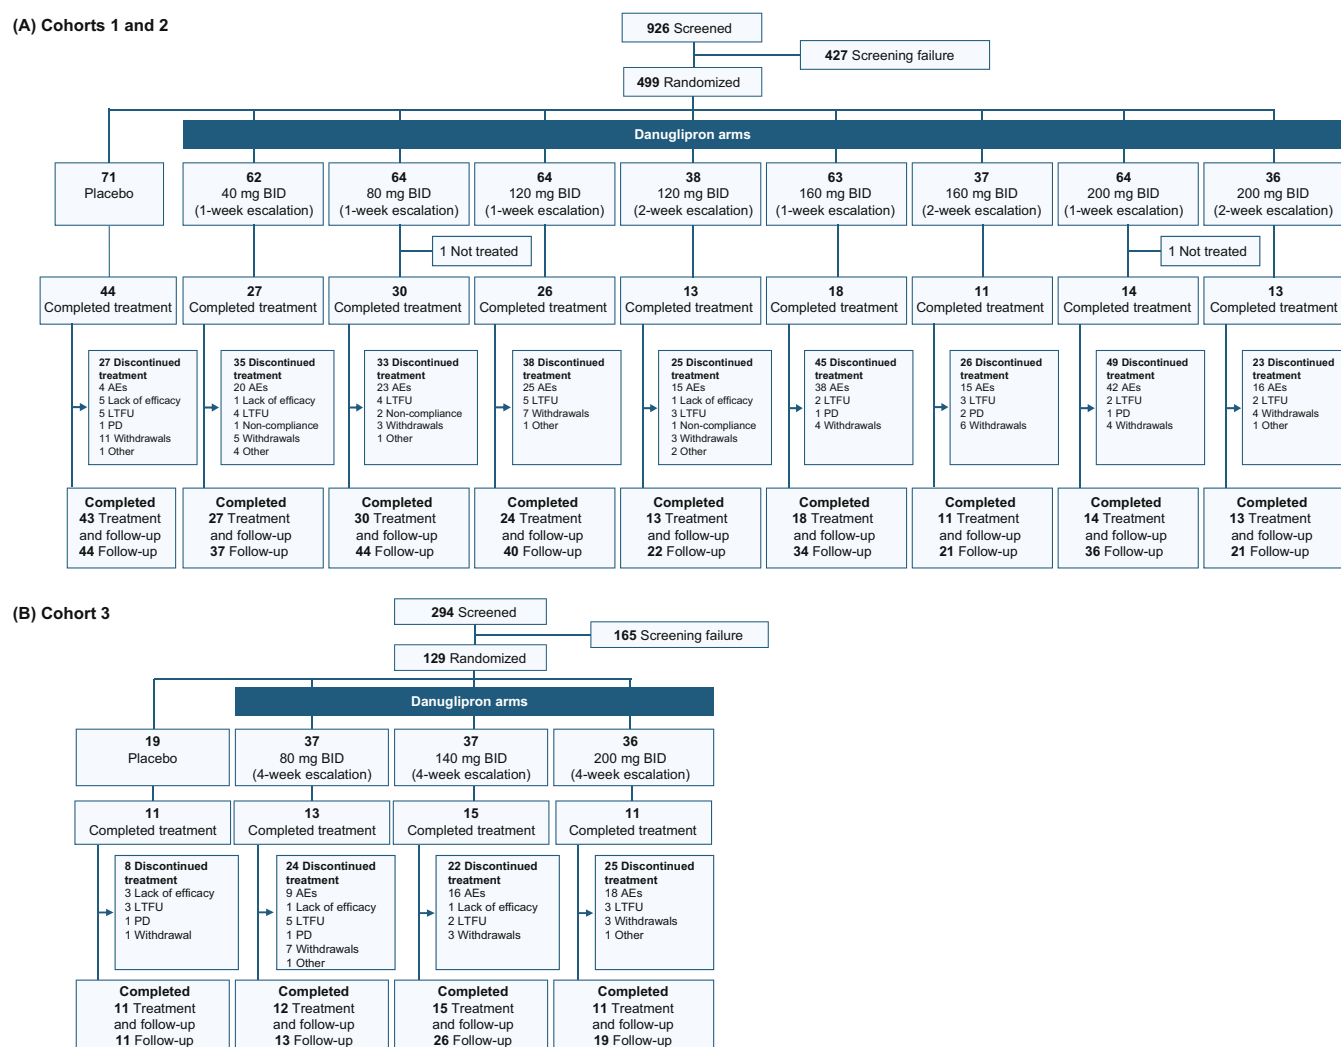 (A) Cohorts 1 and 2
926 Screened
427 Screening failure
499 Randomized
Danuglipron arms
71
Placebo
62
40 mg BID
(1-week escalation)
64
80 mg BID
(1-week escalation)
64
120 mg BID
(1-week escalation)
38
120 mg BID
(2-week escalation)
63
160 mg BID
(1-week escalation)
37
160 mg BID
(2-week escalation)
64
200 mg BID
(1-week escalation)
36
200 mg BID
(2-week escalation)
1 Not treated
1 Not treated
44
Completed treatment
27
Completed treatment
30
Completed treatment
26
Completed treatment
13
Completed treatment
18
Completed treatment
11
Completed treatment
14
Completed treatment
13
Completed treatment
27 Discontinued
treatment
4 AEs
5 Lack of efficacy
5 LTFU
1 PD
11 Withdrawals
1 Other
35 Discontinued
treatment
20 AEs
1 Lack of efficacy
4 LTFU
1 Non-compliance
5 Withdrawals
4 Other
33 Discontinued
treatment
23 AEs
4 LTFU
2 Non-compliance
3 Withdrawals
1 Other
38 Discontinued
treatment
25 AEs
5 LTFU
7 Withdrawals
1 Other
25 Discontinued
treatment
15 AEs
1 Lack of efficacy
3 LTFU
1 Non-compliance
3 Withdrawals
2 Other
45 Discontinued
treatment
38 AEs
2 LTFU
1 PD
4 Withdrawals
26 Discontinued
treatment
15 AEs
3 LTFU
2 PD
6 Withdrawals
49 Discontinued
treatment
42 AEs
2 LTFU
1 PD
4 Withdrawals
23 Discontinued
treatment
16 AEs
2 LTFU
4 Withdrawals
1 Other
Completed
43 Treatment
and follow-up
44 Follow-up
Completed
27 Treatment
and follow-up
37 Follow-up
Completed
30 Treatment
and follow-up
44 Follow-up
Completed
24 Treatment
and follow-up
40 Follow-up
Completed
13 Treatment
and follow-up
22 Follow-up
Completed
18 Treatment
and follow-up
34 Follow-up
Completed
11 Treatment
and follow-up
21 Follow-up
Completed
14 Treatment
and follow-up
36 Follow-up
Completed
13 Treatment
and follow-up
21 Follow-up
(B) Cohort 3
294 Screened
165 Screening failure
129 Randomized
Danuglipron arms
19
Placebo
37
80 mg BID
(4-week escalation)
37
140 mg BID
(4-week escalation)
36
200 mg BID
(4-week escalation)
11
Completed treatment
13
Completed treatment
15
Completed treatment
11
Completed treatment
8 Discontinued
treatment
3 Lack of efficacy
3 LTFU
1 PD
1 Withdrawal
24 Discontinued
treatment
9 AEs
1 Lack of efficacy
5 LTFU
1 PD
7 Withdrawals
1 Other
22 Discontinued
treatment
16 AEs
1 Lack of efficacy
2 LTFU
3 Withdrawals
25 Discontinued
treatment
18 AEs
3 LTFU
3 Withdrawals
1 Other
Completed
11 Treatment
and follow-up
11 Follow-up
Completed
12 Treatment
and follow-up
13 Follow-up
Completed
15 Treatment
and follow-up
26 Follow-up
Completed
11 Treatment
and follow-up
19 Follow-up